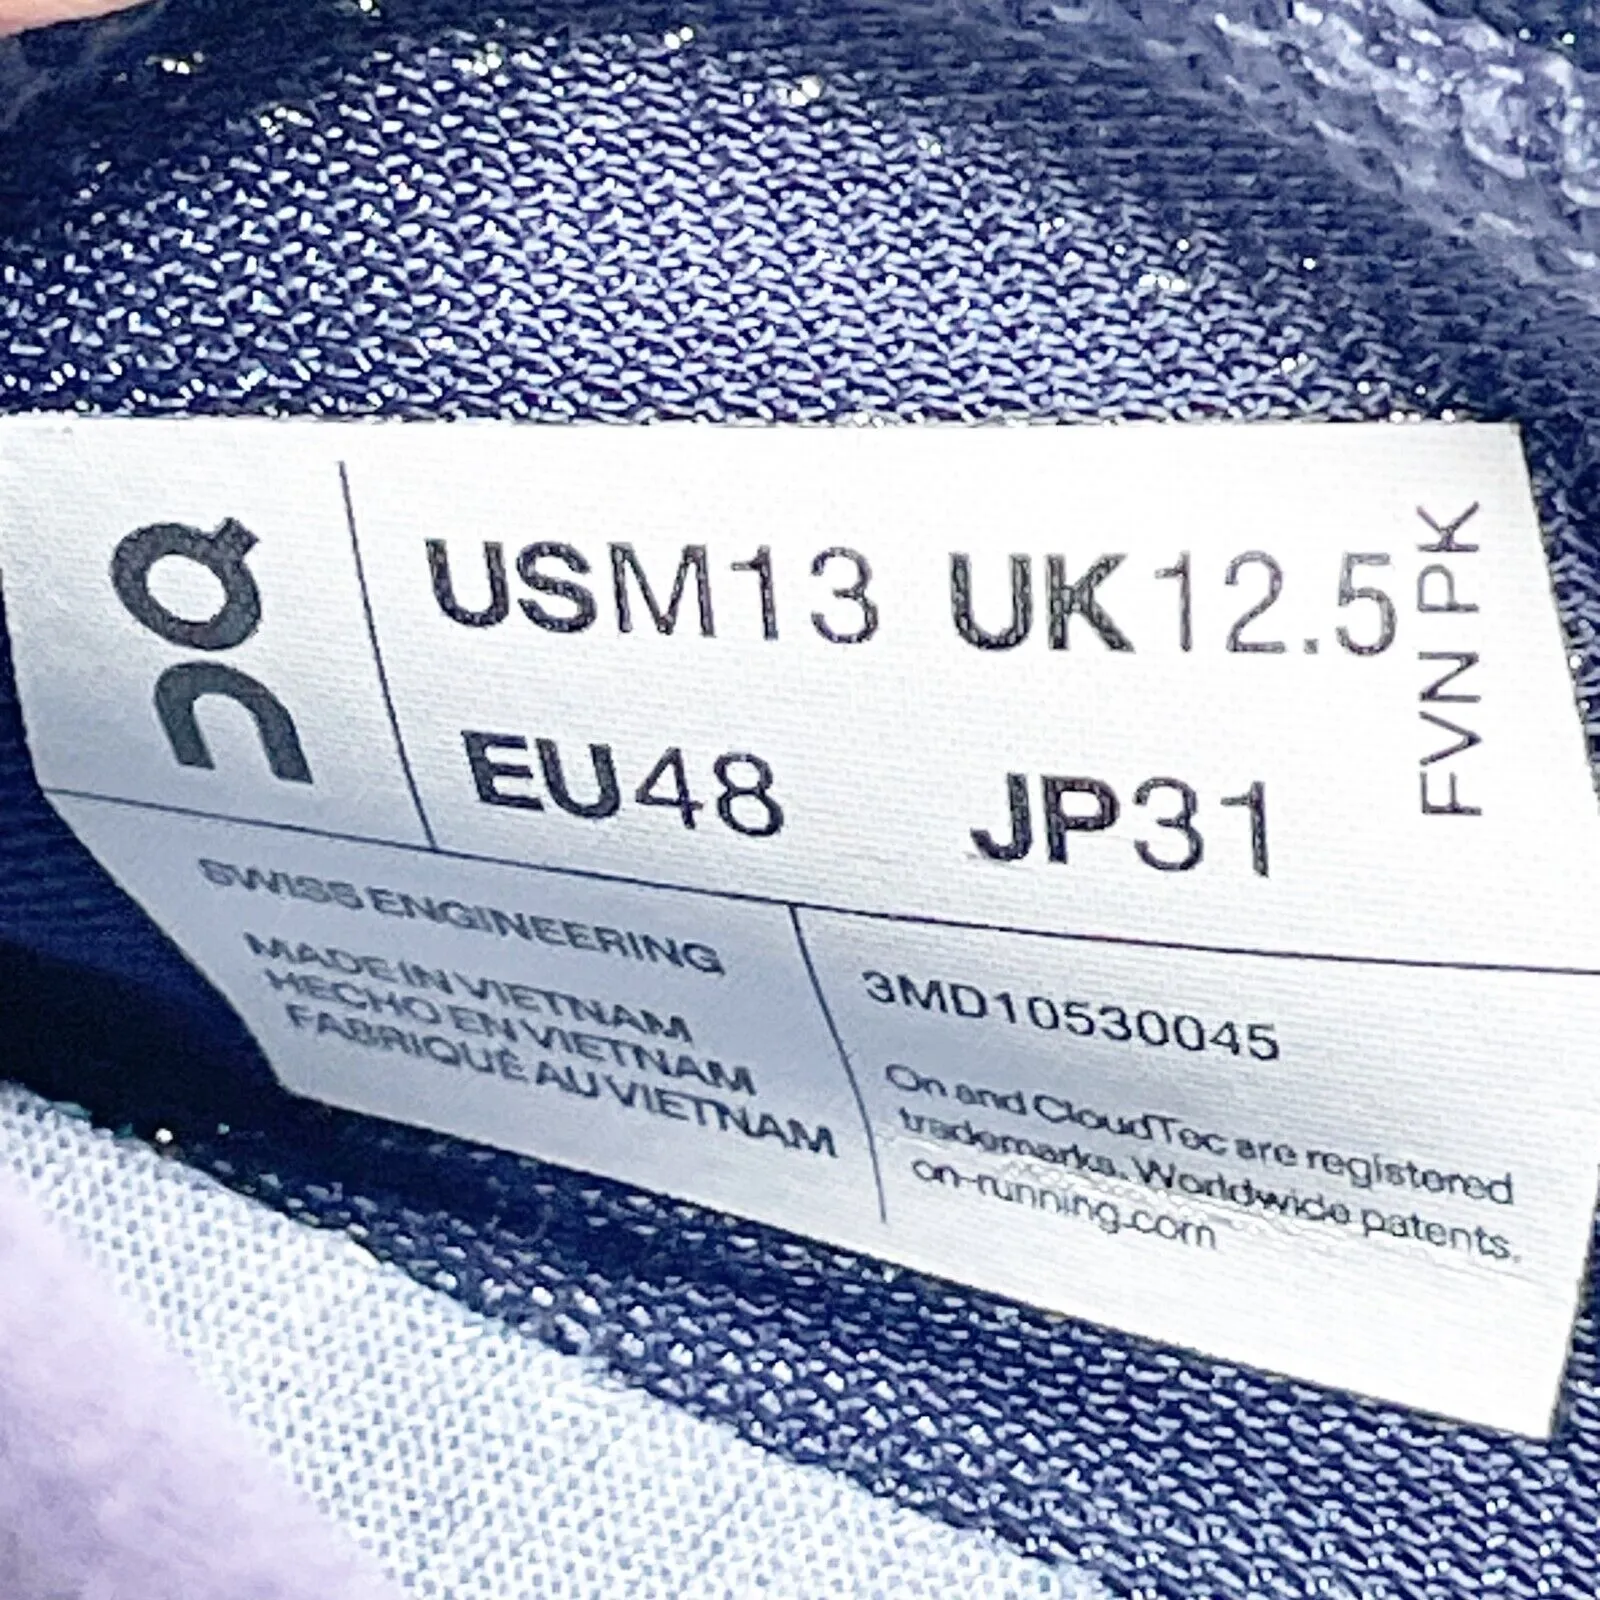 On
USM13 UK12.5
EU48 JP31
FVN PK
SWISS ENGINEERING
MADE IN VIETNAM
HECHO EN VIETNAM
FABRIQUÉ AU VIETNAM
3MD10530045
On and CloudTec are registered
trademarks. Worldwide patents.
on-running.com